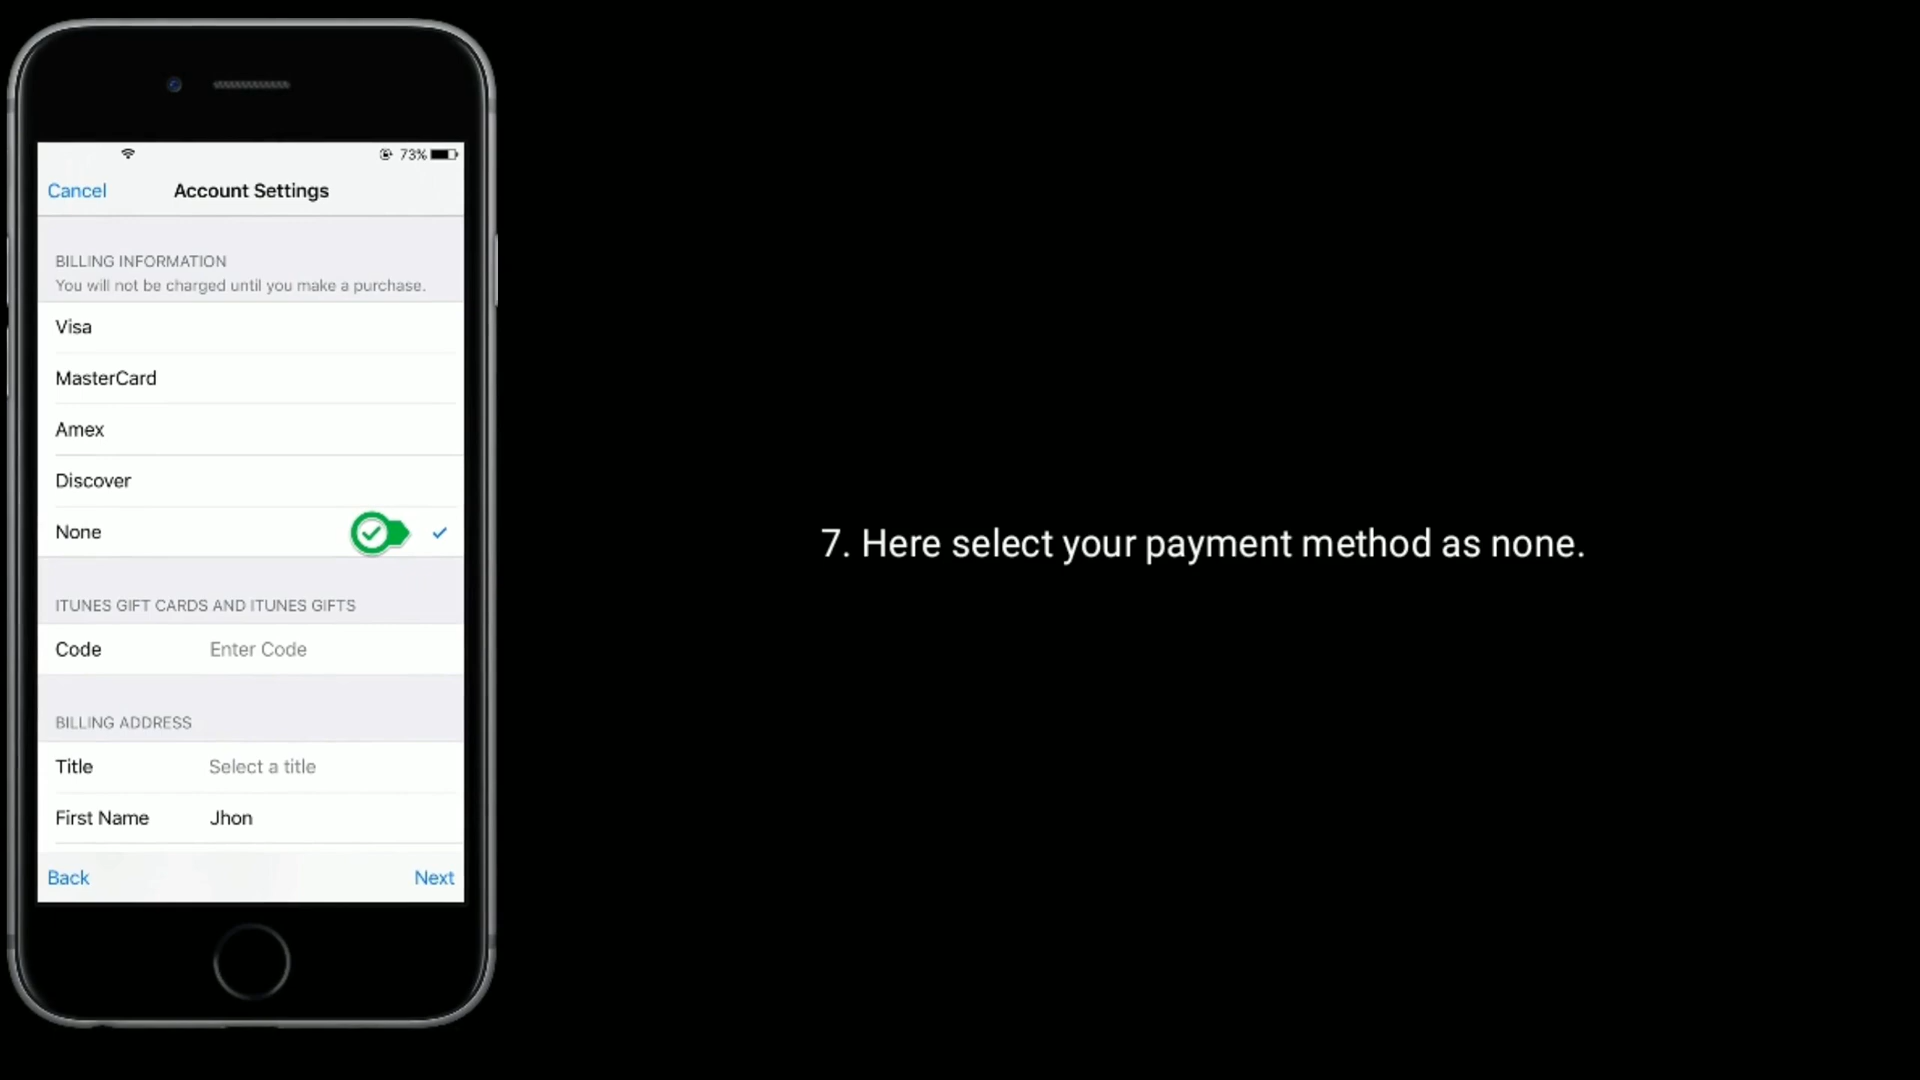 73%
Cancel
Account Settings
BILLING INFORMATION
You will not be charged until you make a purchase.
Visa
MasterCard
Amex
Discover
None
ITUNES GIFT CARDS AND ITUNES GIFTS
Code Enter Code
BILLING ADDRESS
Title Select a title
First Name Jhon
Back Next
7. Here select your payment method as none.